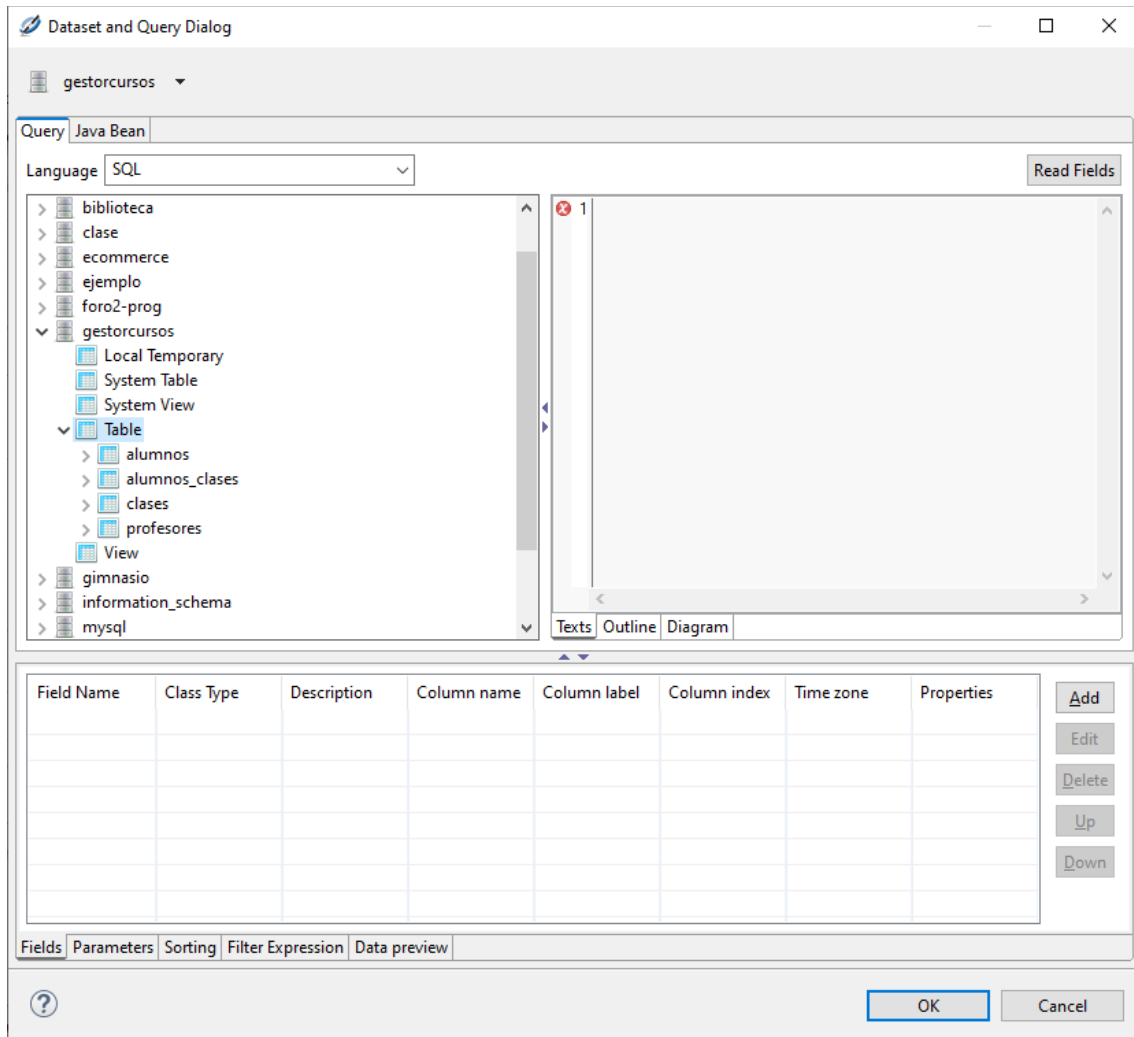 Dataset and Query Dialog
gestorcursos
Query Java Bean
Language SQL Read Fields
biblioteca
clase
ecommerce
ejemplo
foro2-prog
gestorcursos
Local Temporary
System Table
System View
Table
alumnos
alumnos_clases
clases
profesores
View
gimnasio
information_schema
mysql
1
Texts Outline Diagram
Field Name Class Type Description Column name Column label Column index Time zone Properties
Add
Edit
Delete
Up
Down
Fields Parameters Sorting Filter Expression Data preview
? OK Cancel